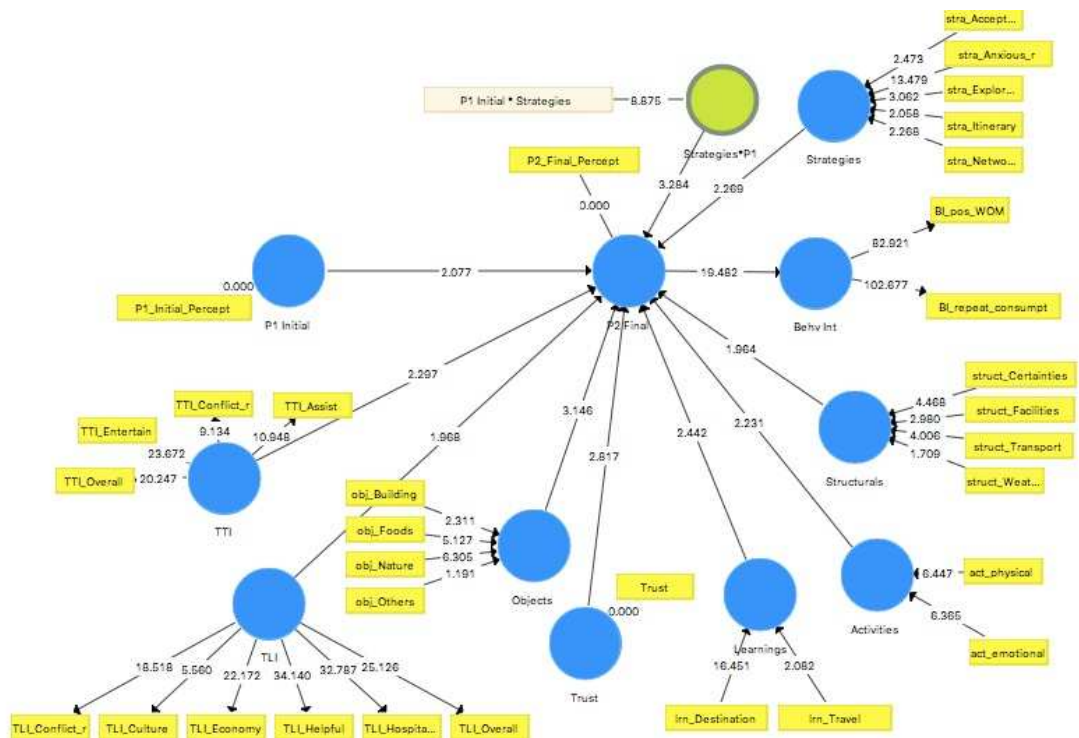 stra_Accept...
2.473
stra_Anxious_r
13.479
P1 Initial * Strategies
8.875
3.062
stra_Explor...
2.058
stra_Itinerary
2.268
stra_Netwo...
Strategies*P1
Strategies
P2_Final_Percept
3.284
2.269
0.000
BI_pos_WOM
82.921
2.077
19.482
102.677
BI_repeat_consumpt
0.000
P1_Initial_Percept
P1 Initial
P2 Final
Behv Int
1.964
2.297
struct_Certainties
TTI_Conflict_r
TTI_Assist
4.468
struct_Facilities
2.980
TTI_Entertain
9.134
10.948
3.146
4.006
struct_Transport
23.672
1.968
2.442
2.231
1.709
struct_Weat...
TTI_Overall
20.247
2.817
Structurals
TTI
obj_Building
2.311
obj_Foods
5.127
obj_Nature
6.305
1.191
obj_Others
Objects
Trust
0.000
6.447
act_physical
TLI
Learnings
Activities
6.365
act_emotional
Trust
18.518
5.560
22.172
34.140
32.787
25.126
16.451
2.082
TLI_Conflict_r
TLI_Culture
TLI_Economy
TLI_Helpful
TLI_Hospita...
TLI_Overall
lrn_Destination
lrn_Travel